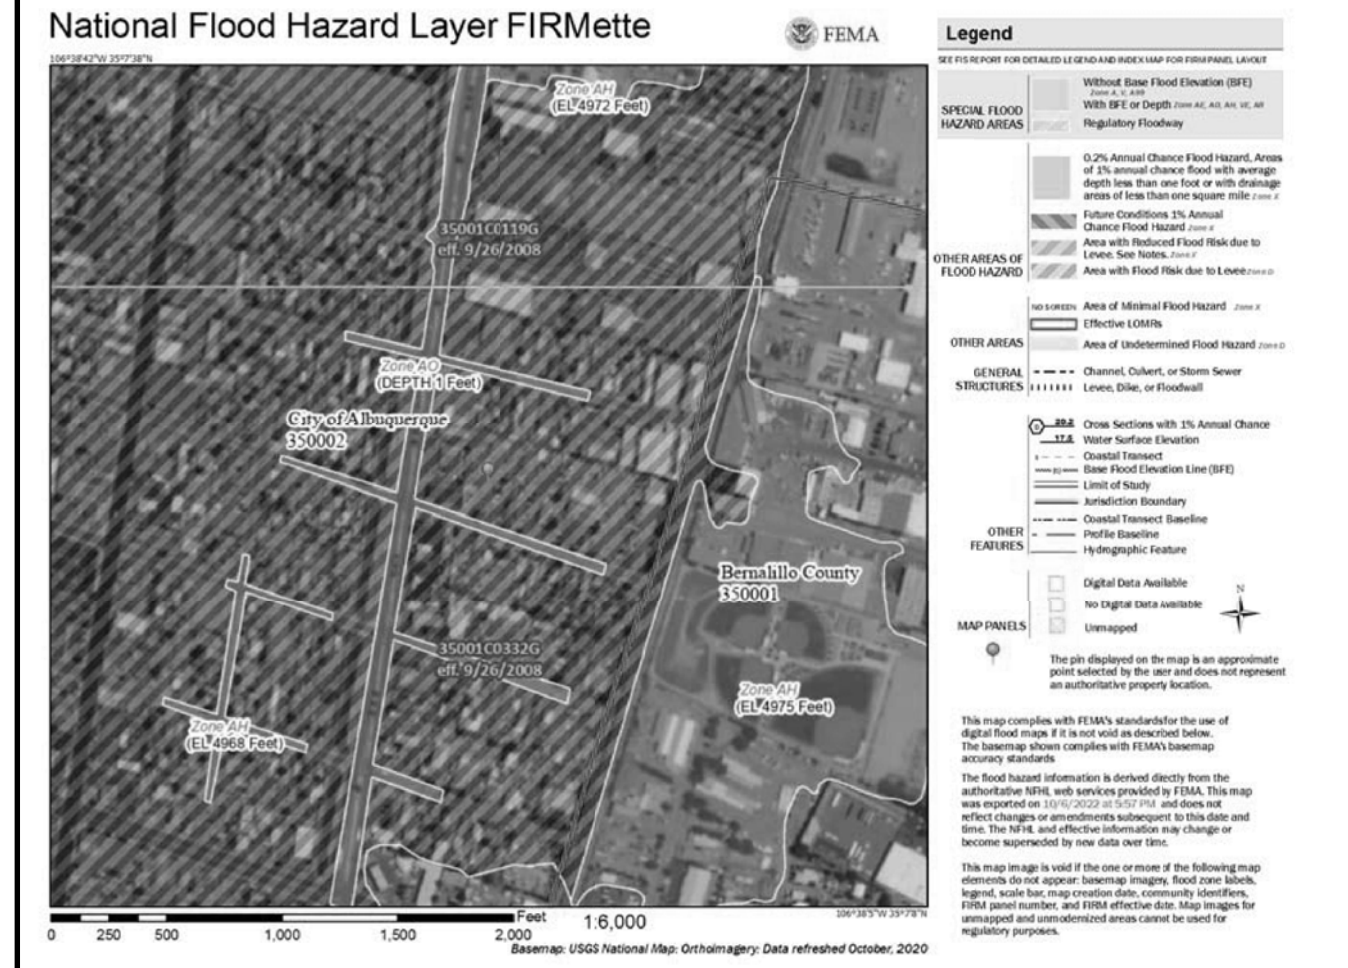 National Flood Hazard Layer FIRMette
FEMA
106°38'42"W 35°7'38"N
Zone AH
(EL 4972 Feet)
35001C0119G
eff. 9/26/2008
Zone AO
(DEPTH 1 Feet)
City of Albuquerque
350002
Bernalillo County
350001
35001C0332G
eff. 9/26/2008
Zone AH
(EL 4975 Feet)
Zone AH
(EL 4968 Feet)
Feet
1:6,000
0 250 500 1,000 1,500 2,000
106°38'5"W 35°7'8"N
Basemap: USGS National Map: Orthoimagery: Data refreshed October, 2020
Legend
SEE FIS REPORT FOR DETAILED LEGEND AND INDEX MAP FOR FIRM PANEL LAYOUT
SPECIAL FLOOD
HAZARD AREAS
Without Base Flood Elevation (BFE)
Zone A, V, A99
With BFE or Depth Zone AE, AO, AH, VE, AR
Regulatory Floodway
0.2% Annual Chance Flood Hazard, Areas
of 1% annual chance flood with average
depth less than one foot or with drainage
areas of less than one square mile Zone X
Future Conditions 1% Annual
Chance Flood Hazard Zone X
Area with Reduced Flood Risk due to
Levee. See Notes. Zone X
Area with Flood Risk due to Levee Zone D
OTHER AREAS OF
FLOOD HAZARD
NO SCREEN Area of Minimal Flood Hazard Zone X
Effective LOMRs
OTHER AREAS
Area of Undetermined Flood Hazard Zone D
GENERAL
STRUCTURES
Channel, Culvert, or Storm Sewer
Levee, Dike, or Floodwall
20.2 Cross Sections with 1% Annual Chance
17.5 Water Surface Elevation
Coastal Transect
Base Flood Elevation Line (BFE)
Limit of Study
Jurisdiction Boundary
Coastal Transect Baseline
OTHER
FEATURES
Profile Baseline
Hydrographic Feature
Digital Data Available
No Digital Data Available
Unmapped
MAP PANELS
N
The pin displayed on the map is an approximate
point selected by the user and does not represent
an authoritative property location.
This map complies with FEMA's standards for the use of
digital flood maps if it is not void as described below.
The basemap shown complies with FEMA's basemap
accuracy standards
The flood hazard information is derived directly from the
authoritative NFHL web services provided by FEMA. This map
was exported on 10/6/2022 at 5:57 PM and does not
reflect changes or amendments subsequent to this date and
time. The NFHL and effective information may change or
become superseded by new data over time.
This map image is void if the one or more of the following map
elements do not appear: basemap imagery, flood zone labels,
legend, scale bar, map creation date, community identifiers,
FIRM panel number, and FIRM effective date. Map images for
unmapped and unmodernized areas cannot be used for
regulatory purposes.